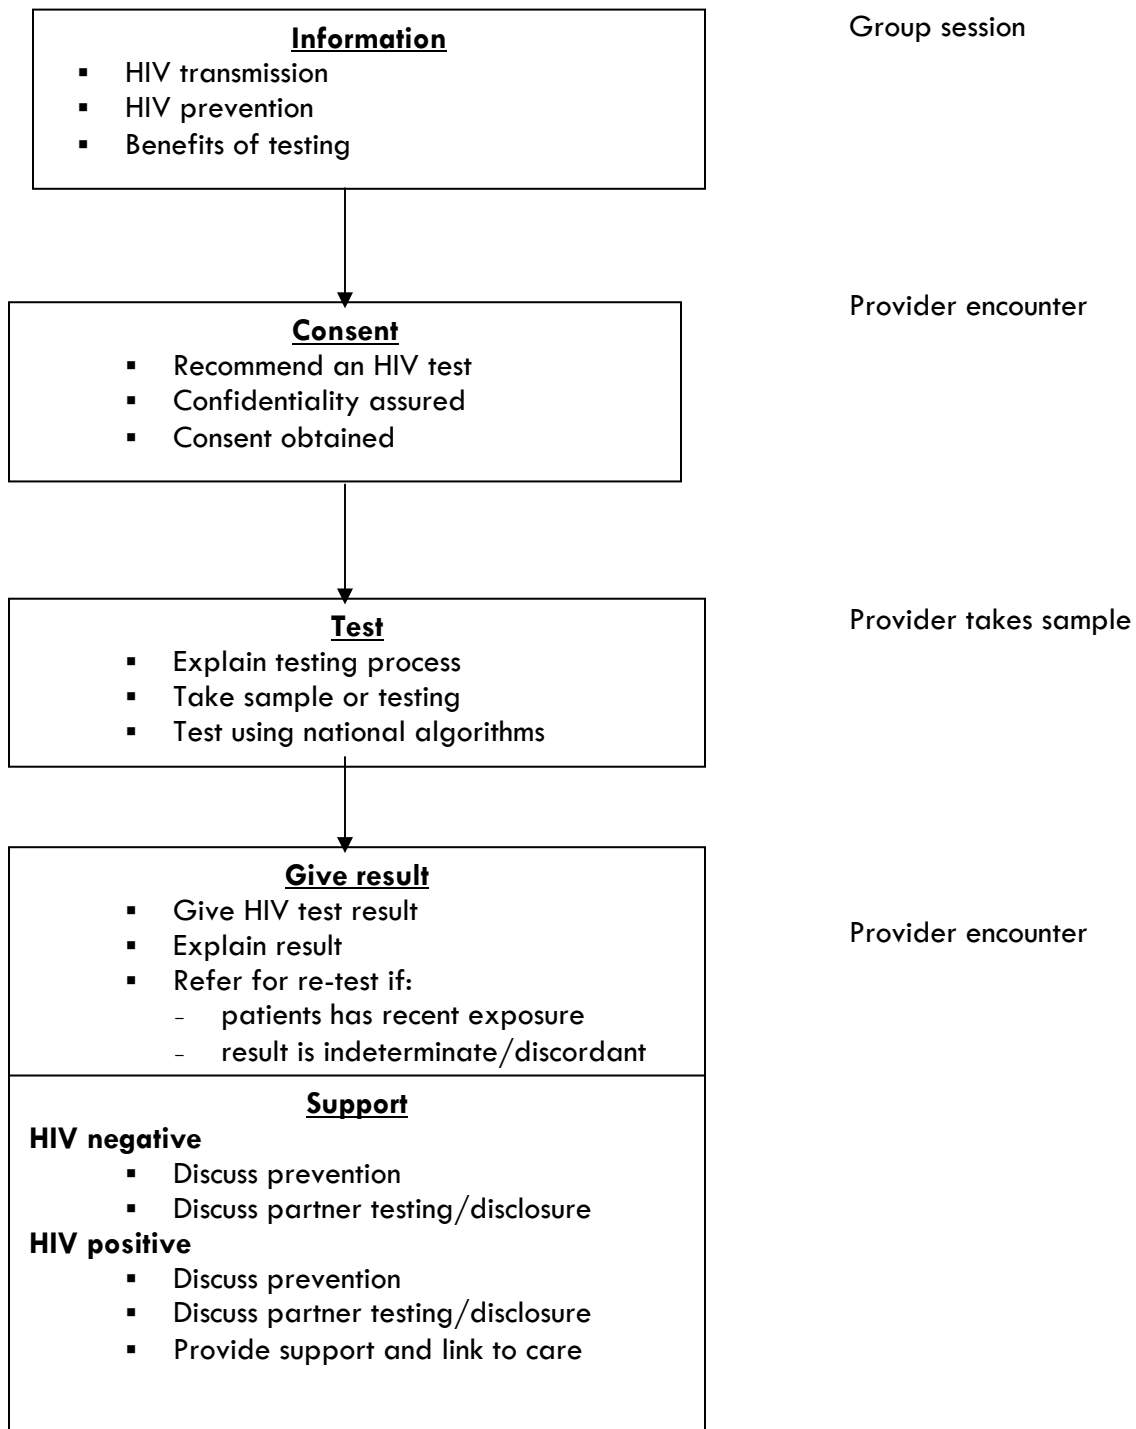 Information
▪ HIV transmission
▪ HIV prevention
▪ Benefits of testing
Group session
Consent
▪ Recommend an HIV test
▪ Confidentiality assured
▪ Consent obtained
Provider encounter
Test
▪ Explain testing process
▪ Take sample or testing
▪ Test using national algorithms
Provider takes sample
Give result
▪ Give HIV test result
▪ Explain result
▪ Refer for re-test if:
- patients has recent exposure
- result is indeterminate/discordant
Provider encounter
Support
HIV negative
▪ Discuss prevention
▪ Discuss partner testing/disclosure
HIV positive
▪ Discuss prevention
▪ Discuss partner testing/disclosure
▪ Provide support and link to care